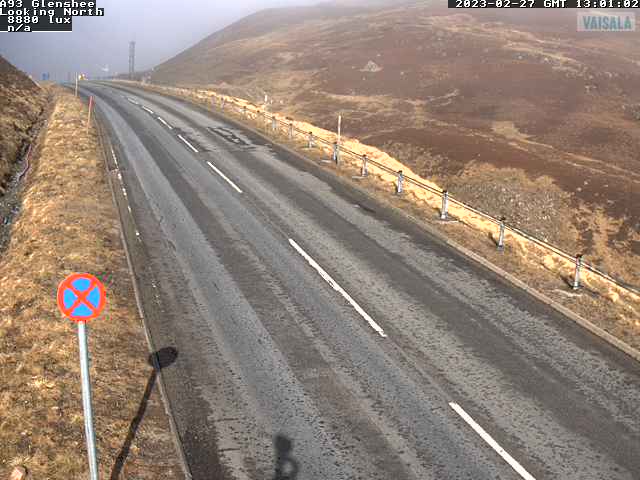 A93 Glenshee
Looking North
8880 lux
n/a
2023-02-27 GMT 13:01:02
VAISALA